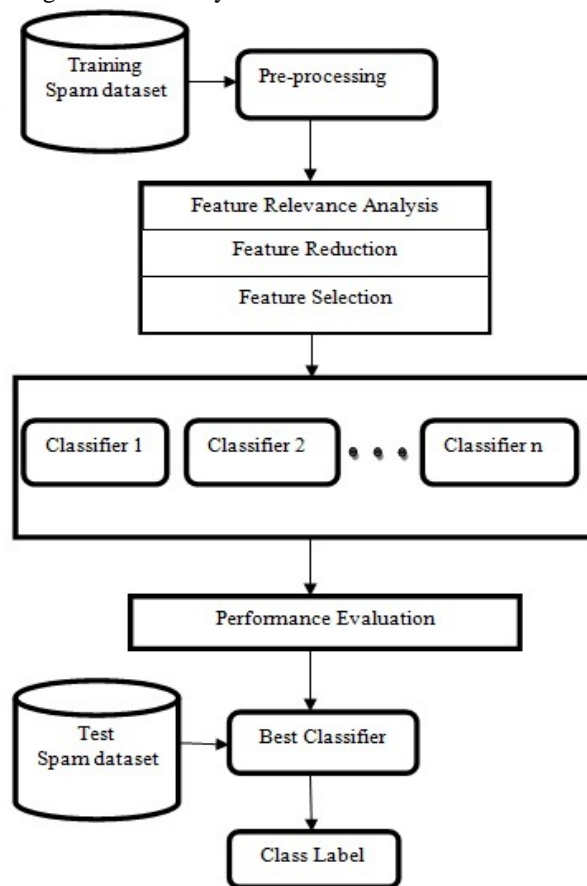 Training
Spam dataset
Pre-processing
Feature Relevance Analysis
Feature Reduction
Feature Selection
Classifier 1
Classifier 2
Classifier n
Performance Evaluation
Test
Spam dataset
Best Classifier
Class Label